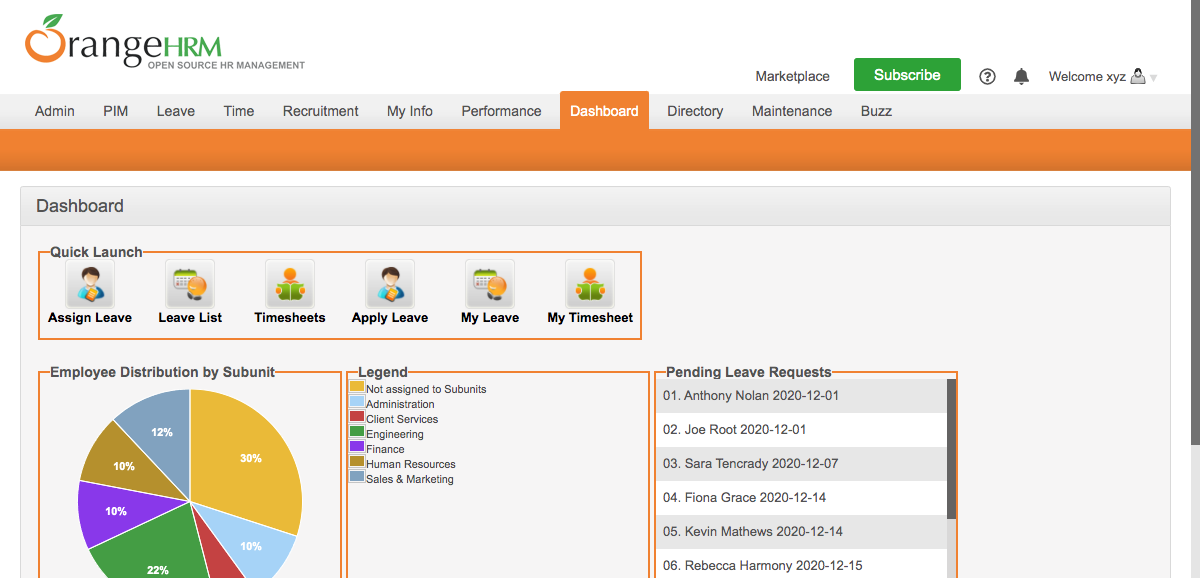 OrangeHRM
OPEN SOURCE HR MANAGEMENT
Marketplace Subscribe ? Welcome xyz
Admin PIM Leave Time Recruitment My Info Performance Dashboard Directory Maintenance Buzz
Dashboard
Quick Launch
Assign Leave Leave List Timesheets Apply Leave My Leave My Timesheet
Employee Distribution by Subunit
12%
30%
10%
10%
10%
22%
Legend
Not assigned to Subunits
Administration
Client Services
Engineering
Finance
Human Resources
Sales & Marketing
Pending Leave Requests
01. Anthony Nolan 2020-12-01
02. Joe Root 2020-12-01
03. Sara Tencrady 2020-12-07
04. Fiona Grace 2020-12-14
05. Kevin Mathews 2020-12-14
06. Rebecca Harmony 2020-12-15